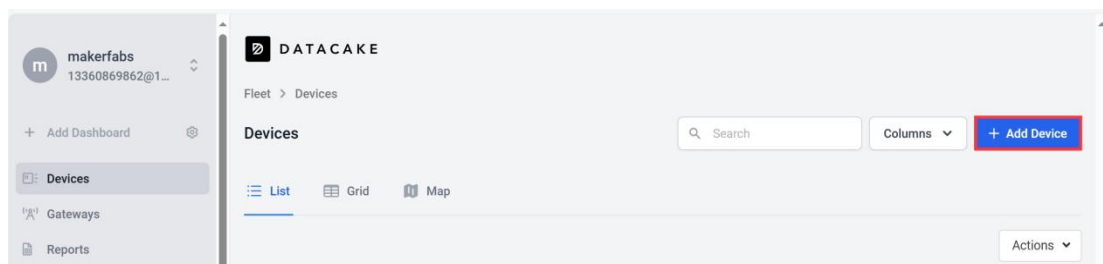 m
makerfabs
13360869862@1...
+ Add Dashboard
Devices
Gateways
Reports
DATACAKE
Fleet > Devices
Devices
Search
Columns
+ Add Device
List
Grid
Map
Actions